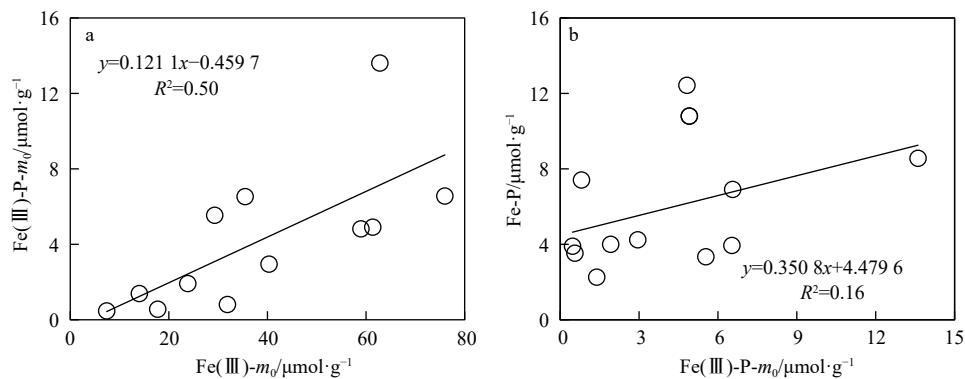 a
y=0.121 1x−0.459 7
R²=0.50
16
12
8
4
0
0 20 40 60 80
Fe(Ⅲ)-P-m₀/μmol·g⁻¹
Fe(Ⅲ)-m₀/μmol·g⁻¹
b
16
12
8
4
0
0 3 6 9 12 15
Fe-P/μmol·g⁻¹
y=0.350 8x+4.479 6
R²=0.16
Fe(Ⅲ)-P-m₀/μmol·g⁻¹